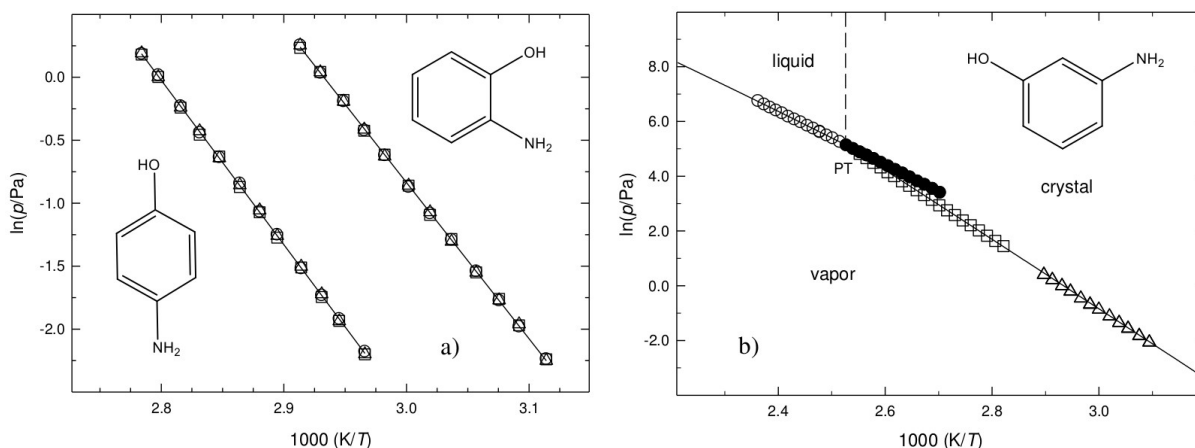 0.0
-0.5
-1.0
-1.5
-2.0
ln(p/Pa)
2.8
2.9
3.0
3.1
1000 (K/T)
OH
NH₂
HO
NH₂
a)
8.0
6.0
4.0
2.0
0.0
-2.0
ln(p/Pa)
2.4
2.6
2.8
3.0
1000 (K/T)
liquid
HO
NH₂
PT
crystal
vapor
b)